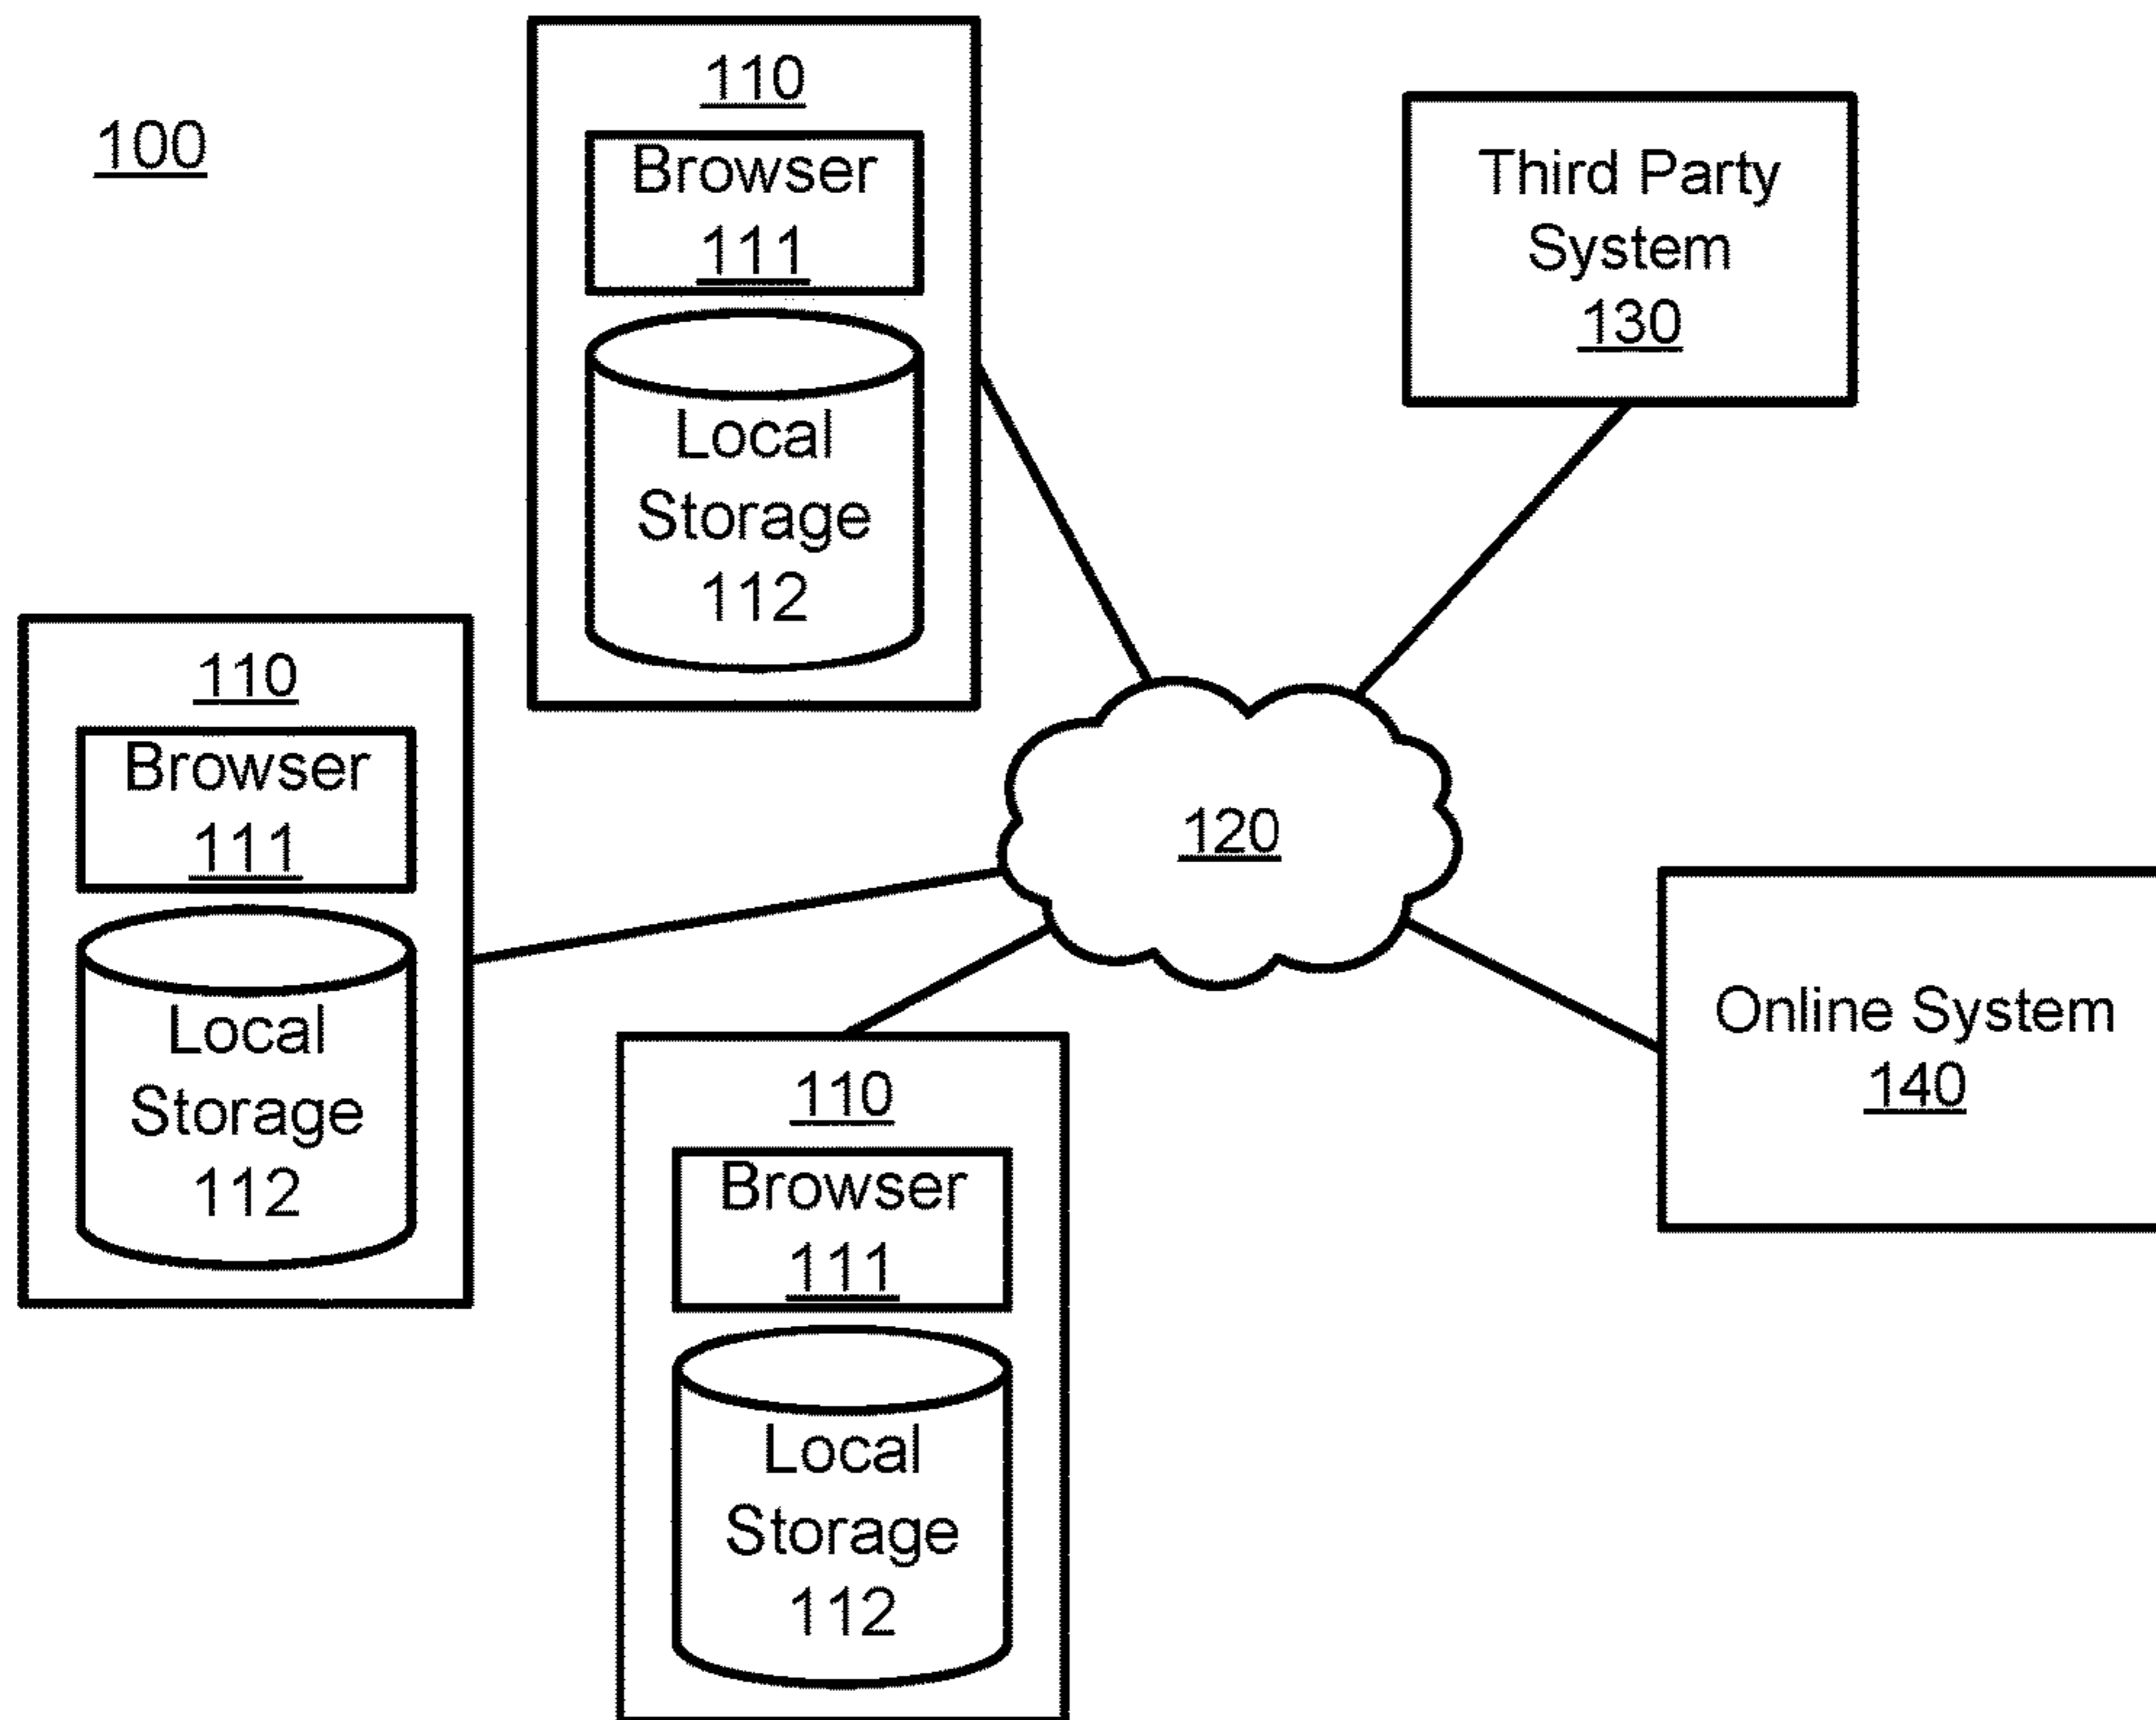 100
110
Browser
111
Local
Storage
112
Third Party
System
130
110
Browser
111
Local
Storage
112
120
Online System
140
110
Browser
111
Local
Storage
112